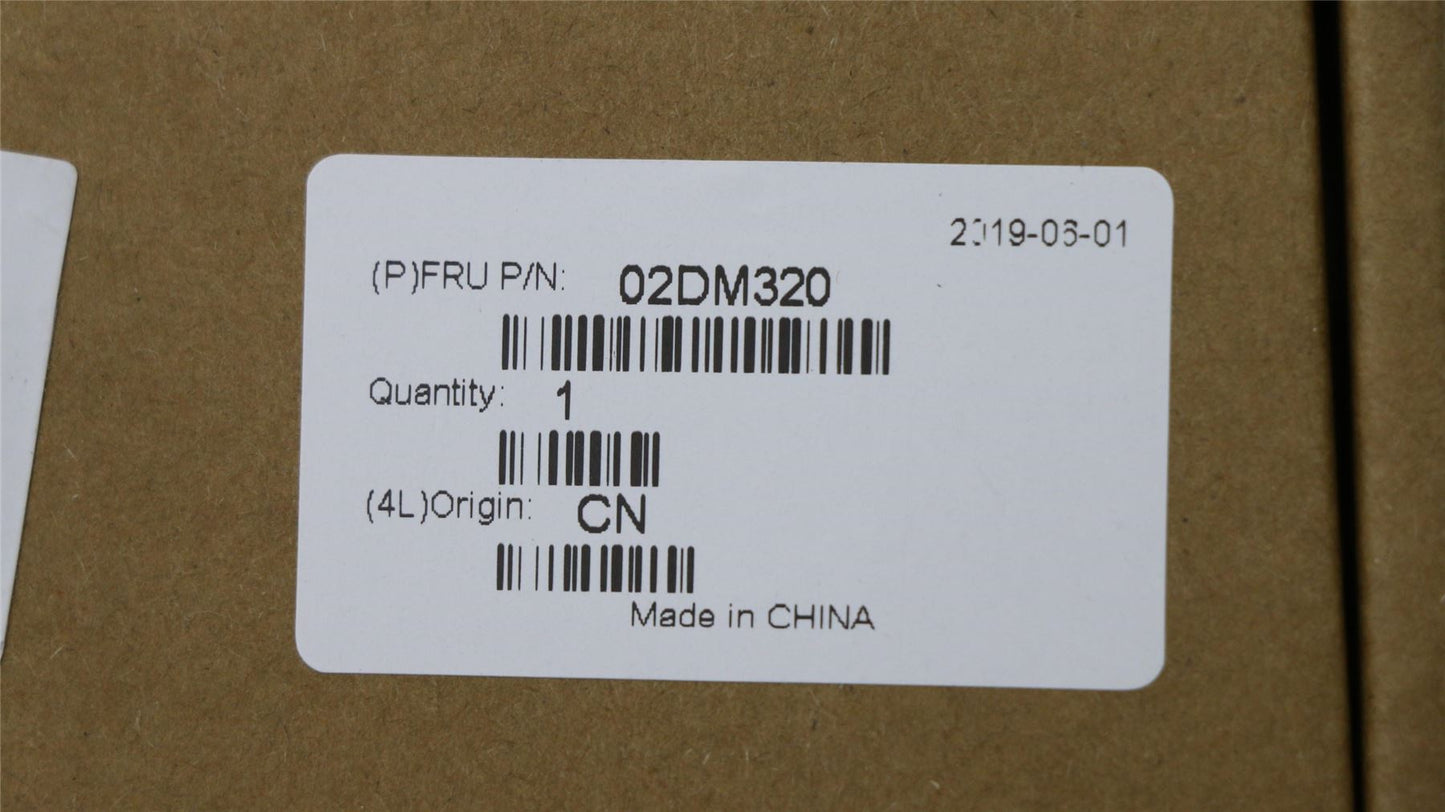 2019-06-01
(P)FRU P/N: 02DM320
Quantity: 1
(4L)Origin: CN
Made in CHINA